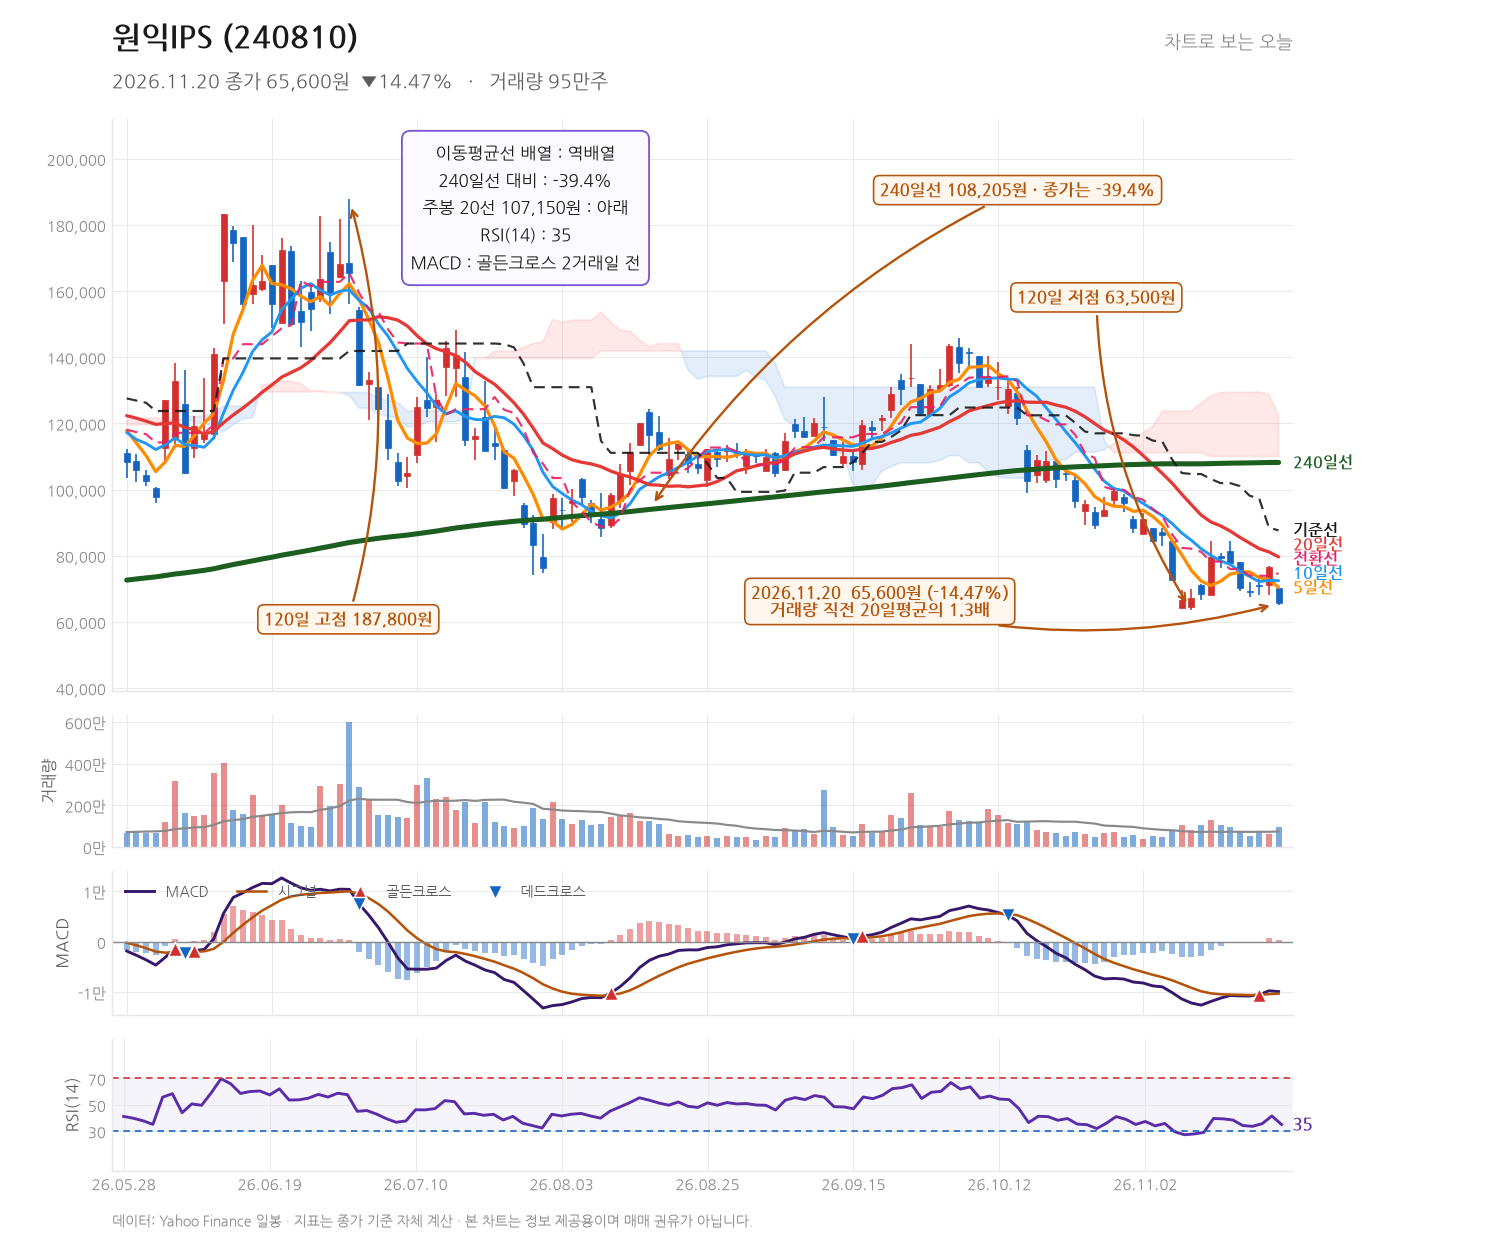 원익IPS (240810)
차트로 보는 오늘
2026.11.20 종가 65,600원 ▼14.47% · 거래량 95만주
이동평균선 배열 : 역배열
240일선 대비 : -39.4%
주봉 20선 107,150원 : 아래
RSI(14) : 35
MACD : 골든크로스 2거래일 전
240일선 108,205원 · 종가는 -39.4%
120일 저점 63,500원
2026.11.20 65,600원 (-14.47%)
거래량 직전 20일평균의 1.3배
120일 고점 187,800원
200,000
180,000
160,000
140,000
120,000
100,000
80,000
60,000
40,000
240일선
기준선
20일선
전환선
10일선
5일선
거래량
600만
400만
200만
0만
MACD
1만
0
-1만
MACD
시그널
골든크로스
데드크로스
RSI(14)
70
50
30
35
26.05.28
26.06.19
26.07.10
26.08.03
26.08.25
26.09.15
26.10.12
26.11.02
데이터: Yahoo Finance 일봉 · 지표는 종가 기준 자체 계산 · 본 차트는 정보 제공용이며 매매 권유가 아닙니다.